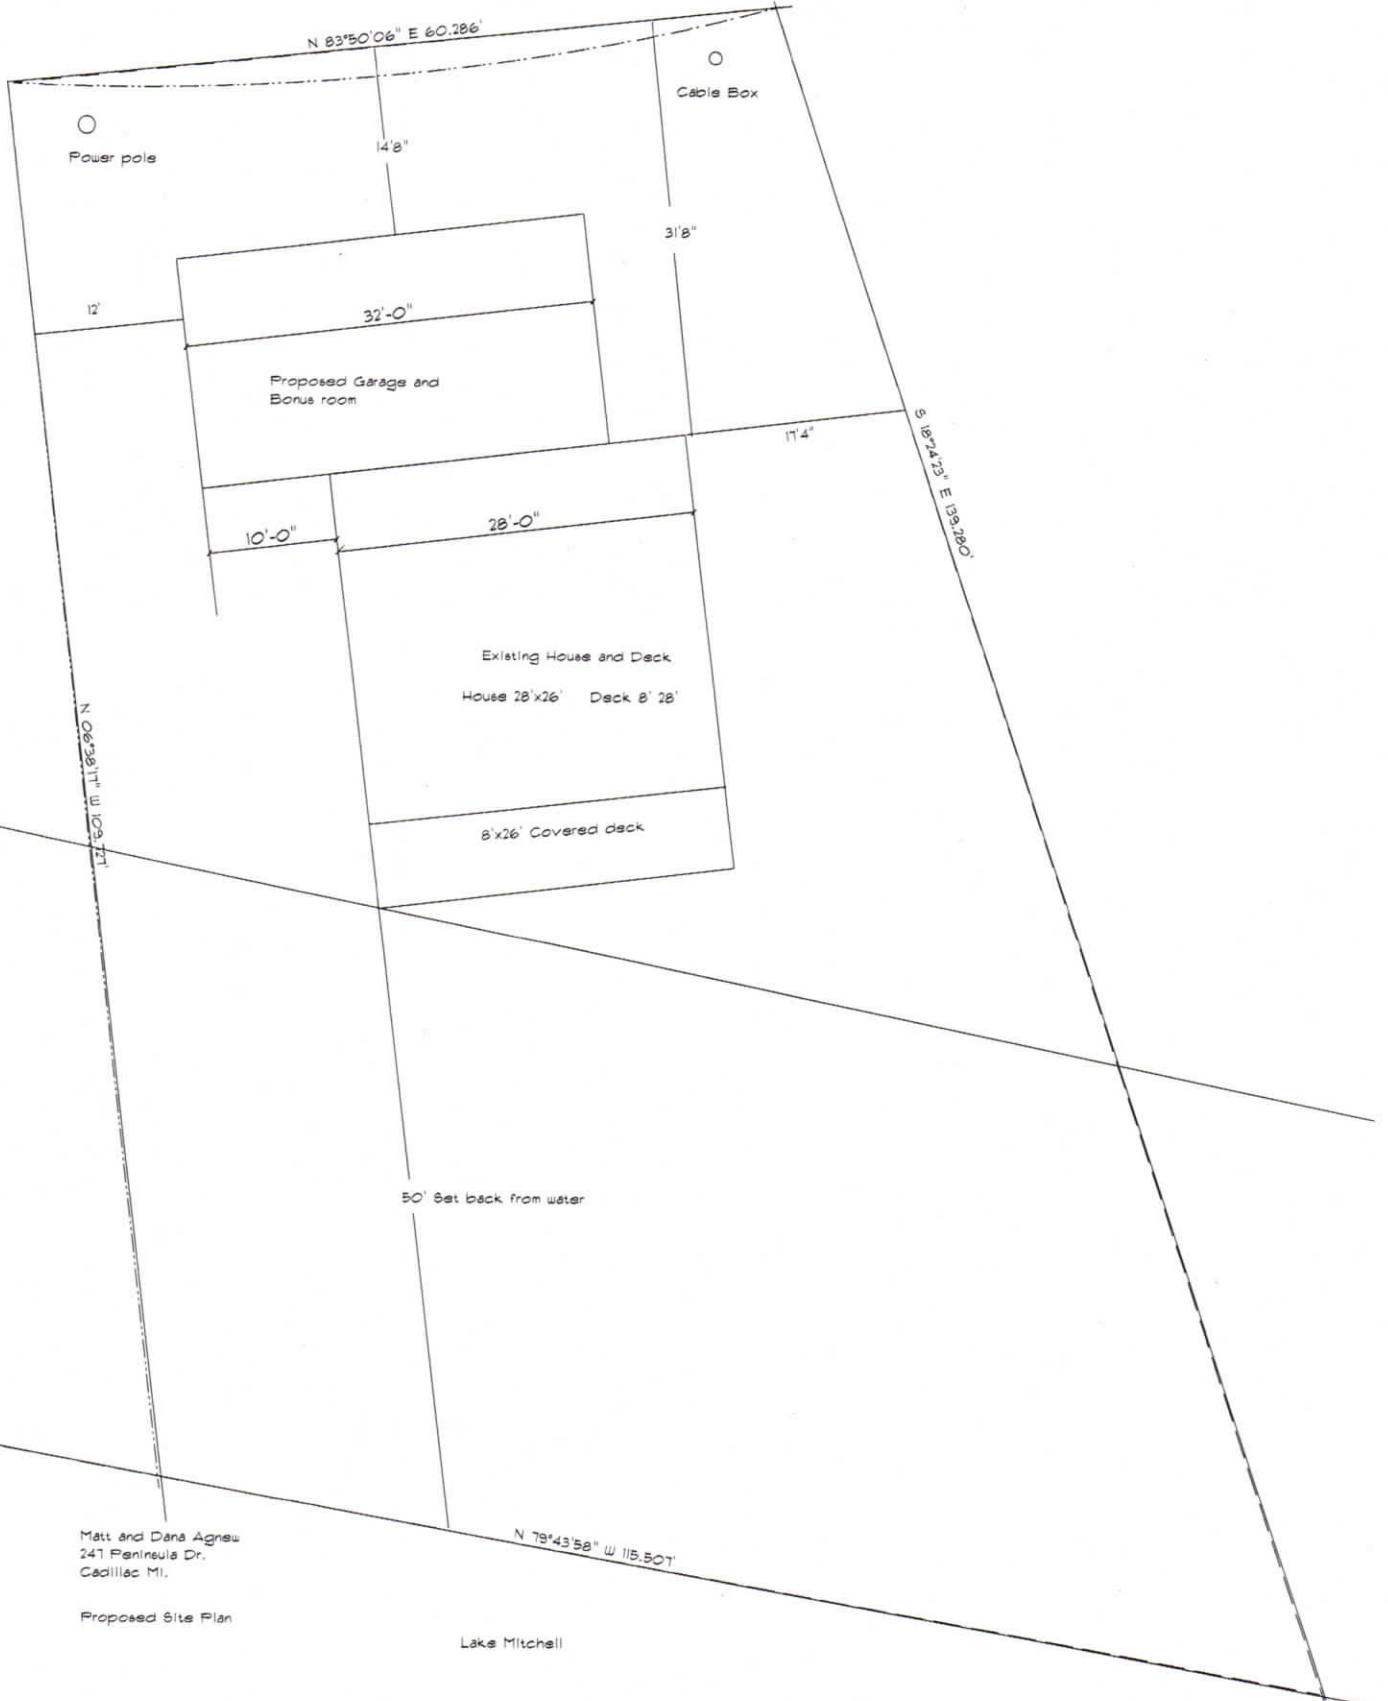 N 83°50'06" E 60.286'
Cable Box
Power pole
14'8"
31'8"
12'
32'-0"
Proposed Garage and
Bonus room
17'4"
S 18°24'23" E 139.280'
10'-0"
28'-0"
Existing House and Deck
House 28'x26' Deck 8' 28'
N 06°38'17" W 109.727'
8'x26' Covered deck
50' Set back from water
N 79°43'58" W 115.507'
Matt and Dana Agnew
247 Peninsula Dr.
Cadillac MI.
Proposed Site Plan
Lake Mitchell